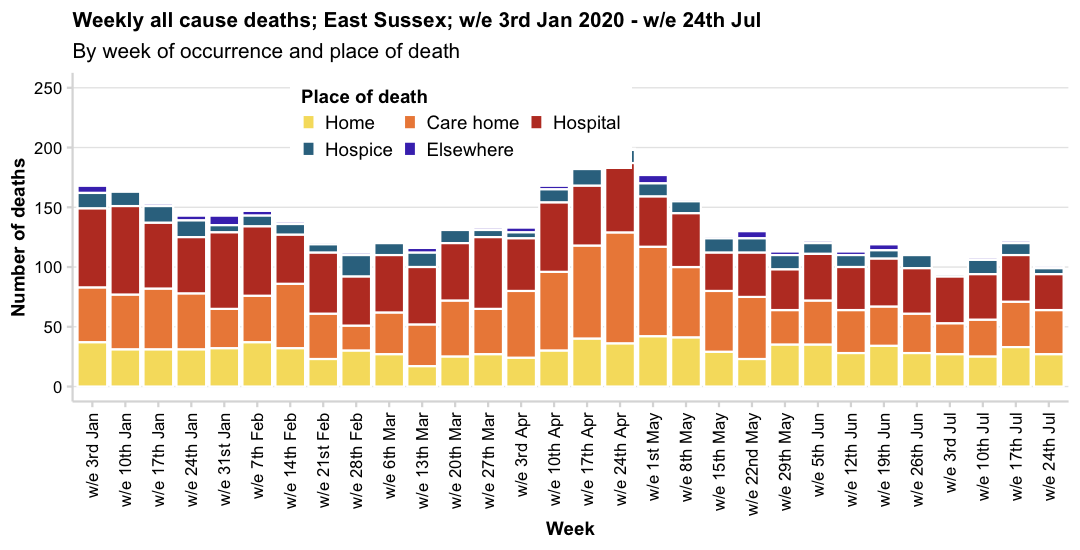 Weekly all cause deaths; East Sussex; w/e 3rd Jan 2020 - w/e 24th Jul
By week of occurrence and place of death
Place of death
Home Care home Hospital
Hospice Elsewhere
Number of deaths
250
200
150
100
50
0
w/e 3rd Jan
w/e 10th Jan
w/e 17th Jan
w/e 24th Jan
w/e 31st Jan
w/e 7th Feb
w/e 14th Feb
w/e 21st Feb
w/e 28th Feb
w/e 6th Mar
w/e 13th Mar
w/e 20th Mar
w/e 27th Mar
w/e 3rd Apr
w/e 10th Apr
w/e 17th Apr
w/e 24th Apr
w/e 1st May
w/e 8th May
w/e 15th May
w/e 22nd May
w/e 29th May
w/e 5th Jun
w/e 12th Jun
w/e 19th Jun
w/e 26th Jun
w/e 3rd Jul
w/e 10th Jul
w/e 17th Jul
w/e 24th Jul
Week